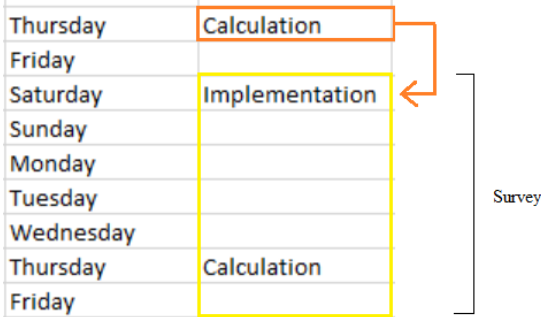 Thursday Calculation
Friday
Saturday Implementation
Sunday
Monday
Tuesday
Survey
Wednesday
Thursday Calculation
Friday